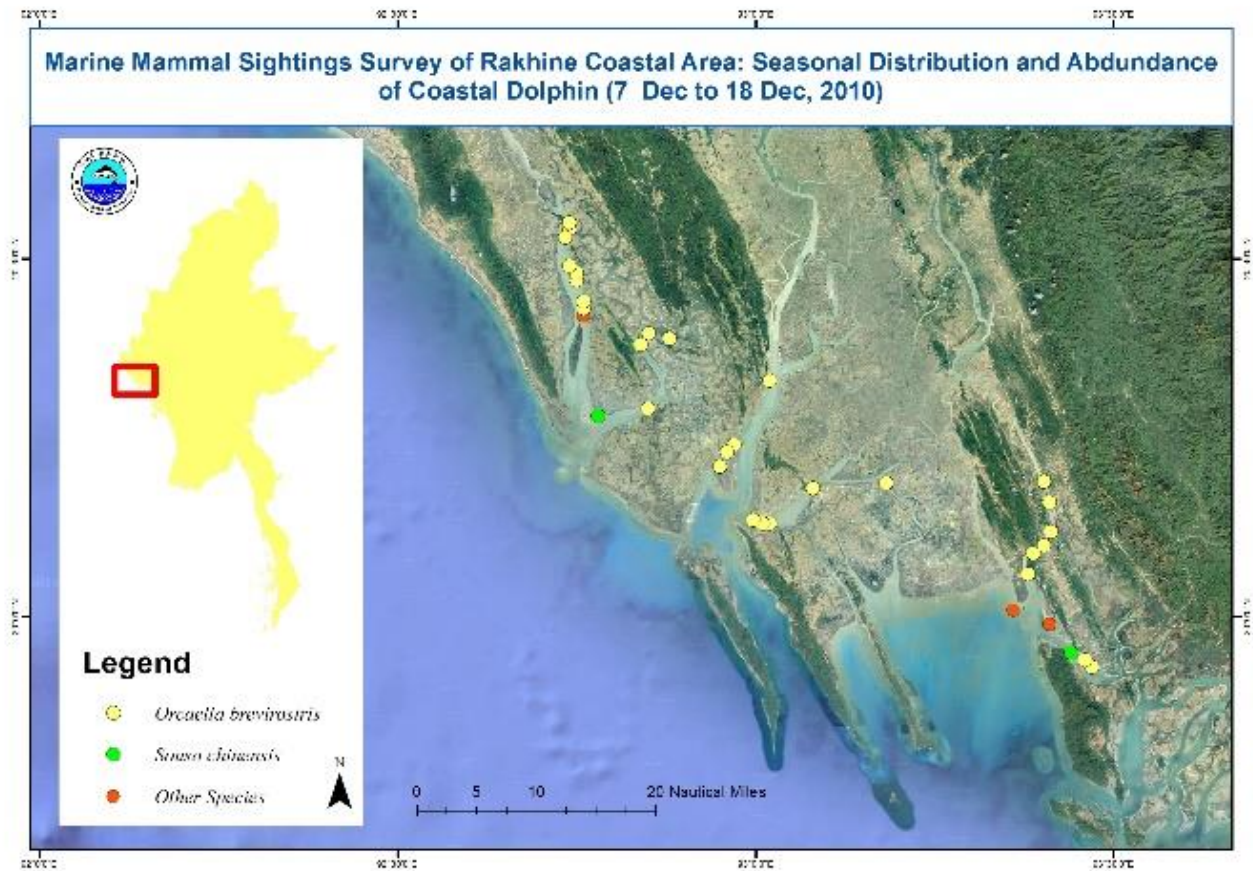 Marine Mammal Sightings Survey of Rakhine Coastal Area: Seasonal Distribution and Abdundance
of Coastal Dolphin (7 Dec to 18 Dec, 2010)
Legend
Orcaella brevirostris
Sousa chinensis
Other Species
N
0 5 10 20 Nautical Miles